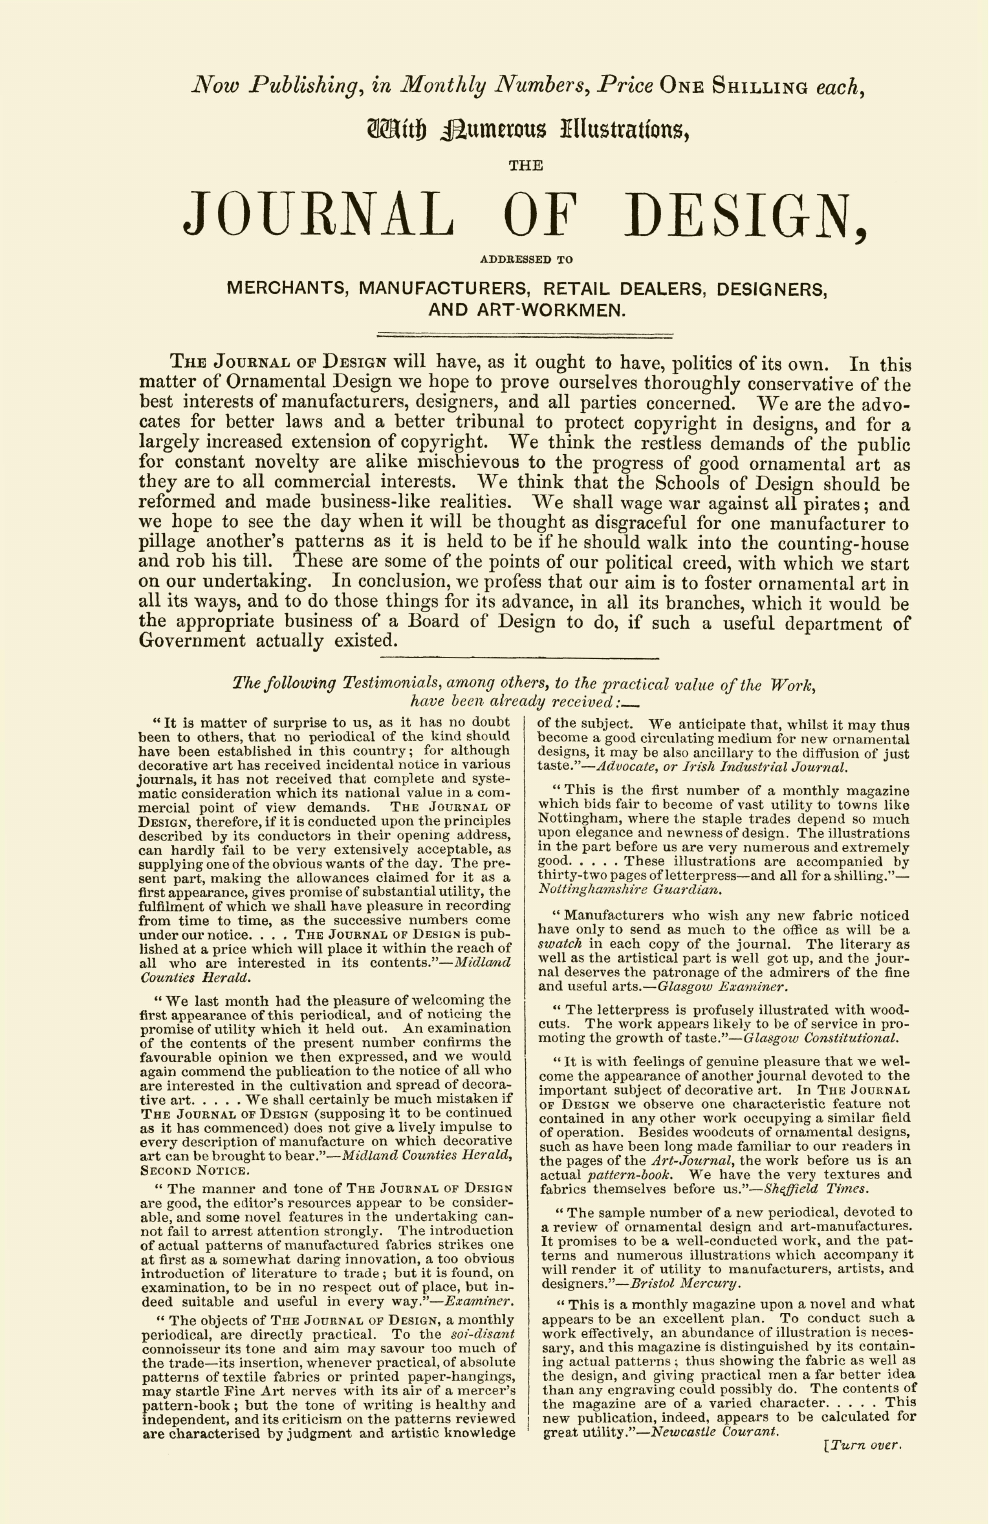 Now Publishing, in Monthly Numbers, Price ONE SHILLING each,
With Numerous Illustrations,
THE
JOURNAL OF DESIGN,
ADDRESSED TO
MERCHANTS, MANUFACTURERS, RETAIL DEALERS, DESIGNERS,
AND ART-WORKMEN.
THE JOURNAL OF DESIGN will have, as it ought to have, politics of its own. In this
matter of Ornamental Design we hope to prove ourselves thoroughly conservative of the
best interests of manufacturers, designers, and all parties concerned. We are the advo-
cates for better laws and a better tribunal to protect copyright in designs, and for a
largely increased extension of copyright. We think the restless demands of the public
for constant novelty are alike mischievous to the progress of good ornamental art as
they are to all commercial interests. We think that the Schools of Design should be
reformed and made business-like realities. We shall wage war against all pirates; and
we hope to see the day when it will be thought as disgraceful for one manufacturer to
pillage another's patterns as it is held to be if he should walk into the counting-house
and rob his till. These are some of the points of our political creed, with which we start
on our undertaking. In conclusion, we profess that our aim is to foster ornamental art in
all its ways, and to do those things for its advance, in all its branches, which it would be
the appropriate business of a Board of Design to do, if such a useful department of
Government actually existed.
The following Testimonials, among others, to the practical value of the Work,
have been already received:—
"It is matter of surprise to us, as it has no doubt
been to others, that no periodical of the kind should
have been established in this country; for although
decorative art has received incidental notice in various
journals, it has not received that complete and syste-
matic consideration which its national value in a com-
mercial point of view demands. THE JOURNAL OF
DESIGN, therefore, if it is conducted upon the principles
described by its conductors in their opening address,
can hardly fail to be very extensively acceptable, as
supplying one of the obvious wants of the day. The pre-
sent part, making the allowances claimed for it as a
first appearance, gives promise of substantial utility, the
fulfilment of which we shall have pleasure in recording
from time to time, as the successive numbers come
under our notice. . . . THE JOURNAL OF DESIGN is pub-
lished at a price which will place it within the reach of
all who are interested in its contents."—Midland
Counties Herald.
"We last month had the pleasure of welcoming the
first appearance of this periodical, and of noticing the
promise of utility which it held out. An examination
of the contents of the present number confirms the
favourable opinion we then expressed, and we would
again commend the publication to the notice of all who
are interested in the cultivation and spread of decora-
tive art. . . . . We shall certainly be much mistaken if
THE JOURNAL OF DESIGN (supposing it to be continued
as it has commenced) does not give a lively impulse to
every description of manufacture on which decorative
art can be brought to bear."—Midland Counties Herald,
SECOND NOTICE.
"The manner and tone of THE JOURNAL OF DESIGN
are good, the editor's resources appear to be consider-
able, and some novel features in the undertaking can-
not fail to arrest attention strongly. The introduction
of actual patterns of manufactured fabrics strikes one
at first as a somewhat daring innovation, a too obvious
introduction of literature to trade; but it is found, on
examination, to be in no respect out of place, but in-
deed suitable and useful in every way."—Examiner.
"The objects of THE JOURNAL OF DESIGN, a monthly
periodical, are directly practical. To the soi-disant
connoisseur its tone and aim may savour too much of
the trade—its insertion, whenever practical, of absolute
patterns of textile fabrics or printed paper-hangings,
may startle Fine Art nerves with its air of a mercer's
pattern-book; but the tone of writing is healthy and
independent, and its criticism on the patterns reviewed
are characterised by judgment and artistic knowledge
of the subject. We anticipate that, whilst it may thus
become a good circulating medium for new ornamental
designs, it may be also ancillary to the diffusion of just
taste."—Advocate, or Irish Industrial Journal.
"This is the first number of a monthly magazine
which bids fair to become of vast utility to towns like
Nottingham, where the staple trades depend so much
upon elegance and newness of design. The illustrations
in the part before us are very numerous and extremely
good. . . . . These illustrations are accompanied by
thirty-two pages of letterpress—and all for a shilling."—
Nottinghamshire Guardian.
"Manufacturers who wish any new fabric noticed
have only to send as much to the office as will be a
swatch in each copy of the journal. The literary as
well as the artistical part is well got up, and the jour-
nal deserves the patronage of the admirers of the fine
and useful arts.—Glasgow Examiner.
"The letterpress is profusely illustrated with wood-
cuts. The work appears likely to be of service in pro-
moting the growth of taste."—Glasgow Constitutional.
"It is with feelings of genuine pleasure that we wel-
come the appearance of another journal devoted to the
important subject of decorative art. In THE JOURNAL
OF DESIGN we observe one characteristic feature not
contained in any other work occupying a similar field
of operation. Besides woodcuts of ornamental designs,
such as have been long made familiar to our readers in
the pages of the Art-Journal, the work before us is an
actual pattern-book. We have the very textures and
fabrics themselves before us."—Sheffield Times.
"The sample number of a new periodical, devoted to
a review of ornamental design and art-manufactures.
It promises to be a well-conducted work, and the pat-
terns and numerous illustrations which accompany it
will render it of utility to manufacturers, artists, and
designers."—Bristol Mercury.
"This is a monthly magazine upon a novel and what
appears to be an excellent plan. To conduct such a
work effectively, an abundance of illustration is neces-
sary, and this magazine is distinguished by its contain-
ing actual patterns; thus showing the fabric as well as
the design, and giving practical men a far better idea
than any engraving could possibly do. The contents of
the magazine are of a varied character. . . . . This
new publication, indeed, appears to be calculated for
great utility."—Newcastle Courant.
[Turn over.